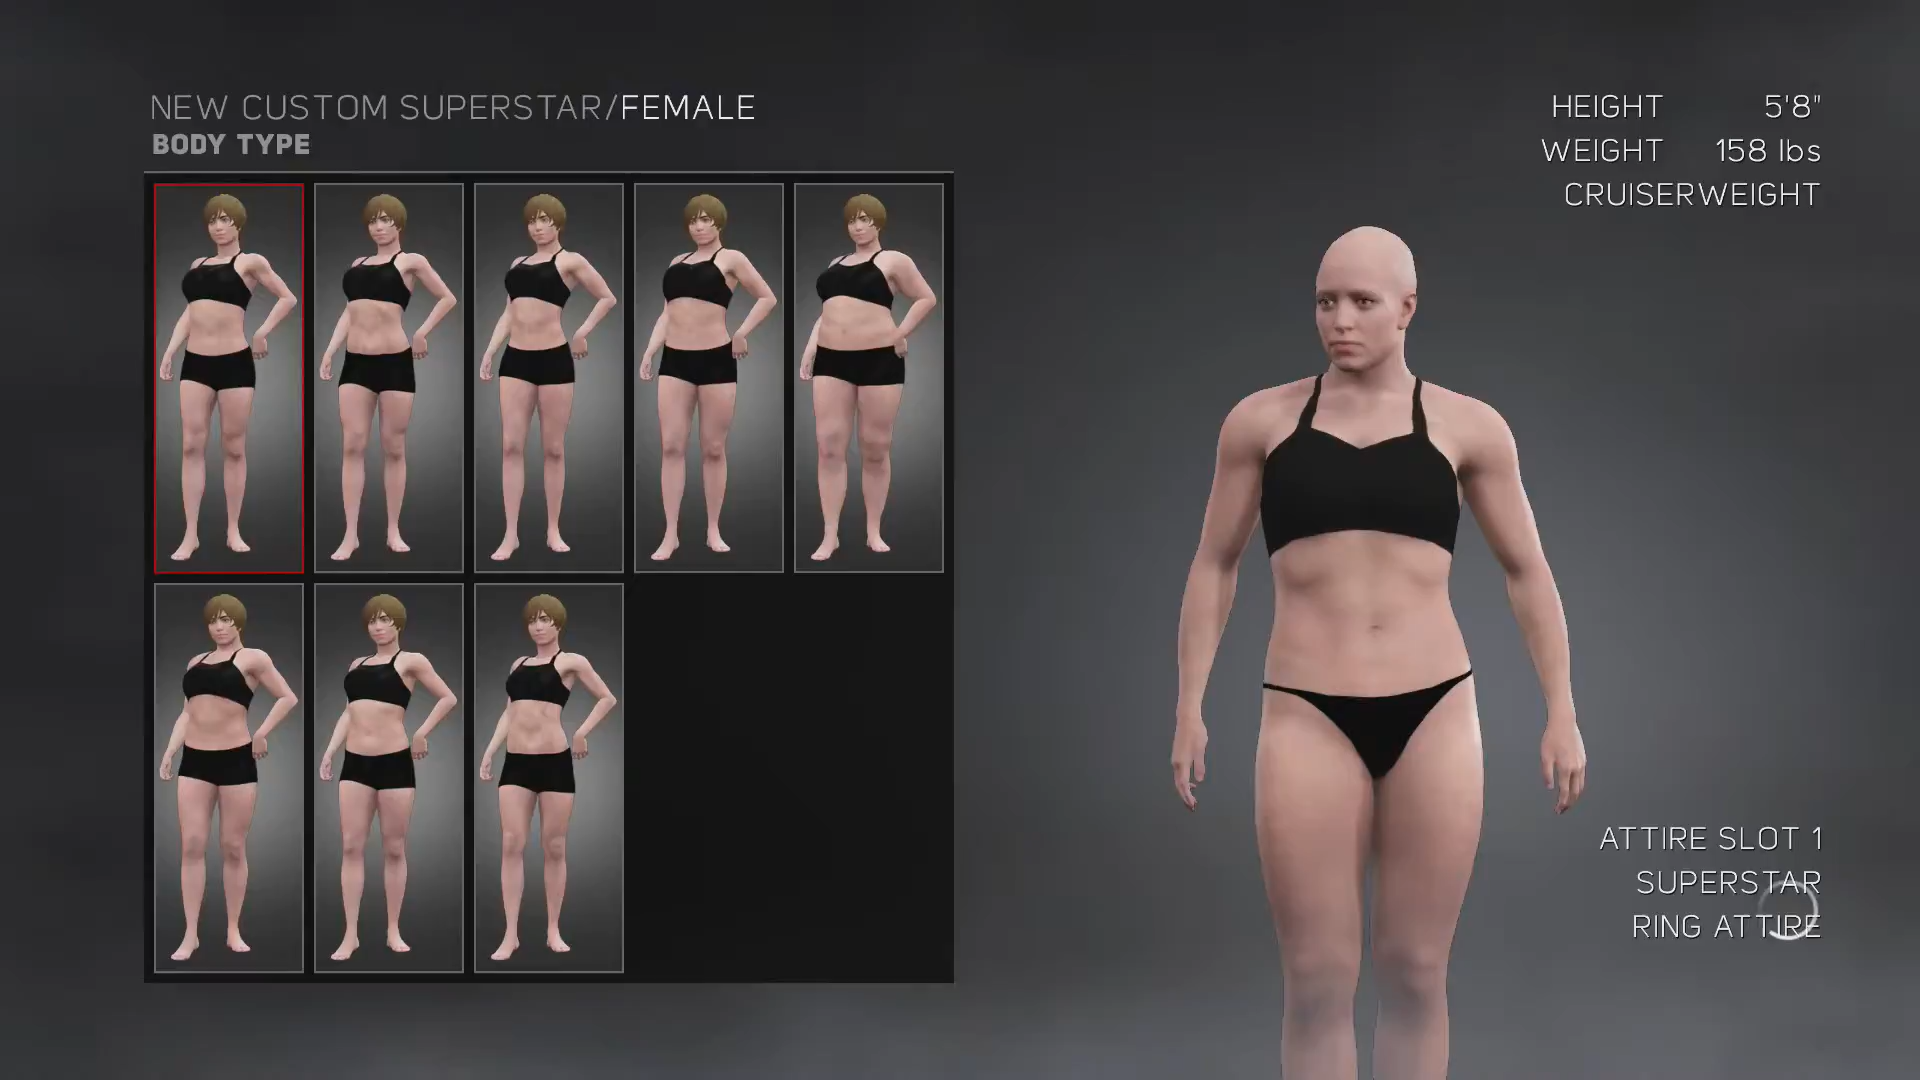 NEW CUSTOM SUPERSTAR/FEMALE
BODY TYPE
HEIGHT 5'8"
WEIGHT 158 lbs
CRUISERWEIGHT
ATTIRE SLOT 1
SUPERSTAR
RING ATTIRE